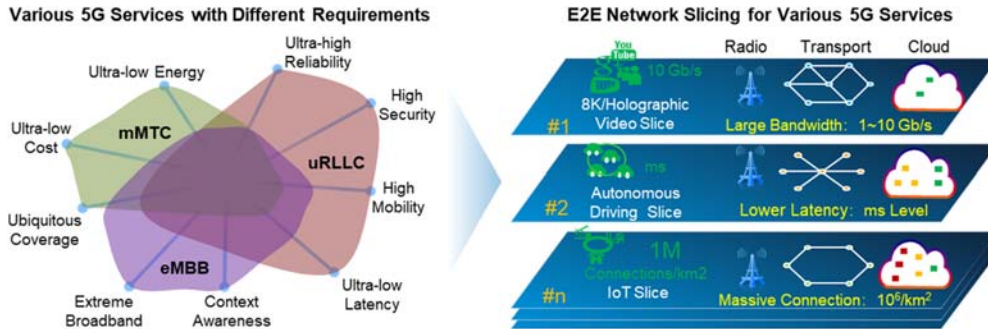 Various 5G Services with Different Requirements
Ultra-high
Reliability
Ultra-low Energy
High
Security
mMTC
Ultra-low
Cost
uRLLC
High
Mobility
Ubiquitous
Coverage
eMBB
Extreme
Broadband
Context
Awareness
Ultra-low
Latency
E2E Network Slicing for Various 5G Services
You
Tube
Radio
Transport
Cloud
10 Gb/s
8K/Holographic
Video Slice
#1
Large Bandwidth: 1~10 Gb/s
ms
Autonomous
Driving Slice
#2
Lower Latency: ms Level
1M
Connections/km2
IoT Slice
#n
Massive Connection: 10⁶/km²